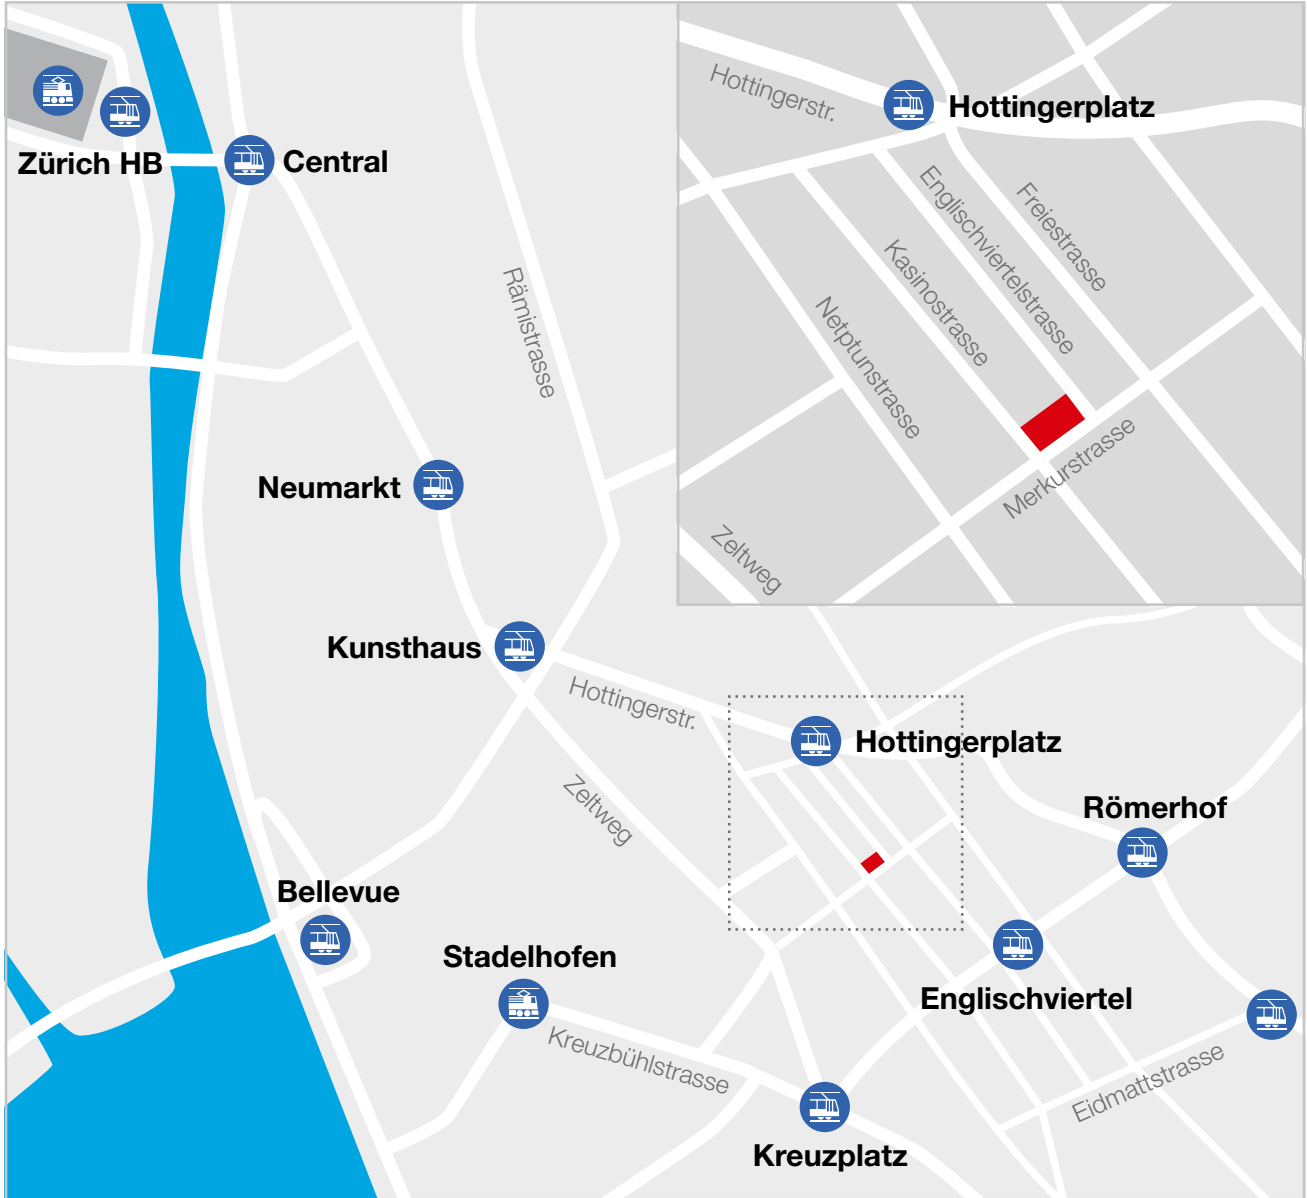 Zürich HB
Central
Rämistrasse
Neumarkt
Kunsthaus
Hottingerstr.
Zeltweg
Hottingerplatz
Römerhof
Bellevue
Stadelhofen
Englischviertel
Kreuzbühlstrasse
Eidmattstrasse
Kreuzplatz
Hottingerstr.
Hottingerplatz
Freiestrasse
Englischviertelstrasse
Kasinostrasse
Netptunstrasse
Merkurstrasse
Zeltweg